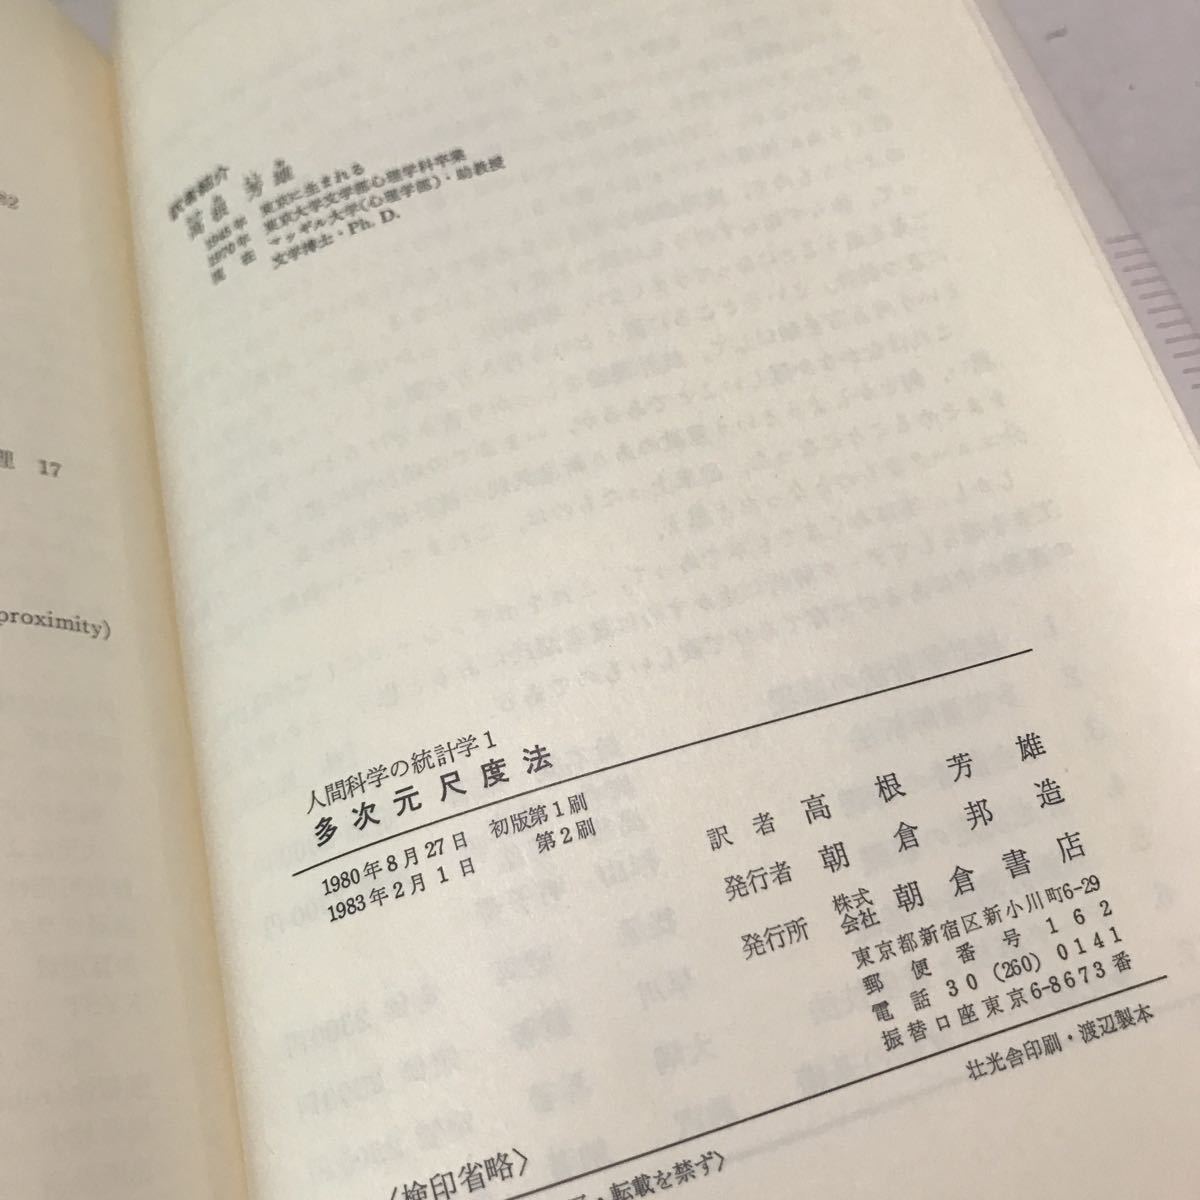 82
理 17
proximity)
訳者紹介
高根芳雄
1945年 東京に生まれる
1970年 東京大学文学部心理学科卒業
現在 マッギル大学(心理学部)・助教授
文学博士・Ph. D.
人間科学の統計学 1
多次元尺度法
1980年8月27日 初版第1刷
1983年2月1日 第2刷
訳者 高根芳雄
発行者 朝倉邦造
発行所 株式会社 朝倉書店
東京都新宿区新小川町6-29
郵便番号 162
電話 30 (260) 0141
振替口座東京6-8673番
壮光舎印刷・渡辺製本
〈検印省略〉
・転載を禁ず〉